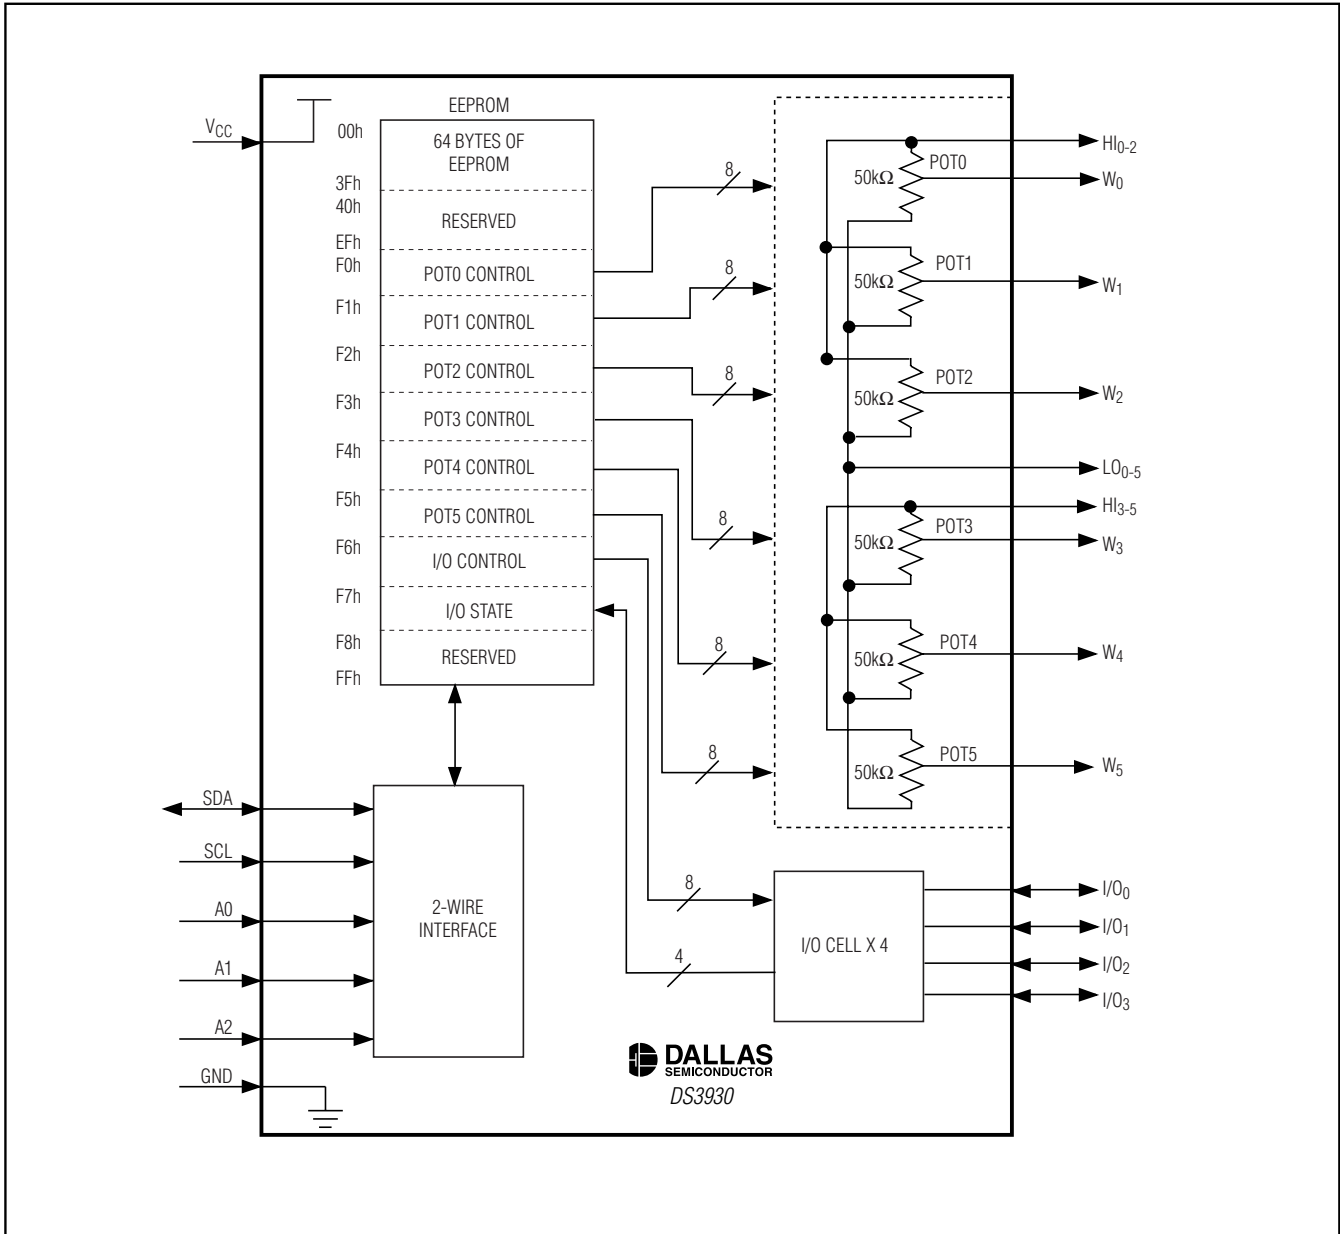 EEPROM
V_CC
00h
64 BYTES OF
EEPROM
3Fh
40h
RESERVED
EFh
F0h
POT0 CONTROL
F1h
POT1 CONTROL
F2h
POT2 CONTROL
F3h
POT3 CONTROL
F4h
POT4 CONTROL
F5h
POT5 CONTROL
F6h
I/O CONTROL
F7h
I/O STATE
F8h
RESERVED
FFh
8
8
8
8
8
8
8
4
POT0
50kΩ
HI0-2
W0
POT1
50kΩ
W1
POT2
50kΩ
W2
LO0-5
HI3-5
POT3
50kΩ
W3
POT4
50kΩ
W4
POT5
50kΩ
W5
SDA
SCL
A0
A1
A2
GND
2-WIRE
INTERFACE
I/O CELL X 4
I/O0
I/O1
I/O2
I/O3
DALLAS
SEMICONDUCTOR
DS3930